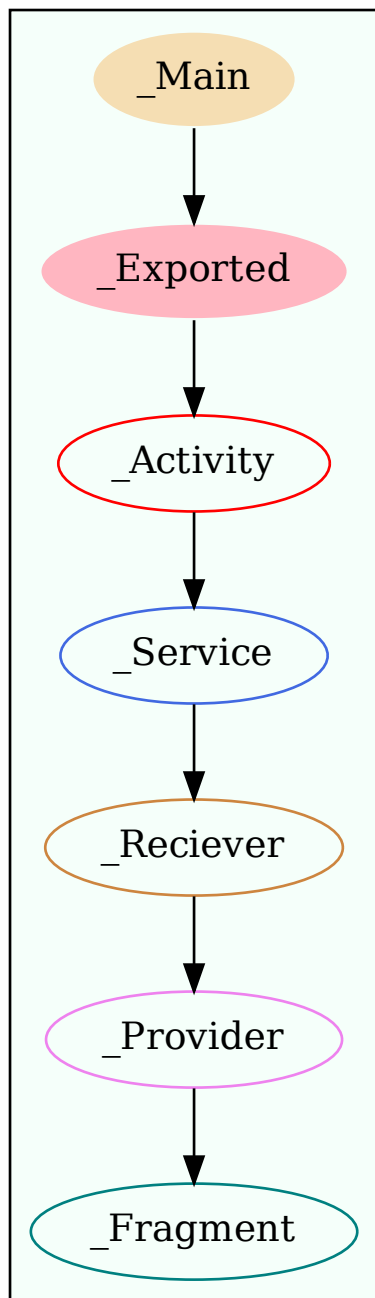 _Main
_Exported
_Activity
_Service
_Reciever
_Provider
_Fragment